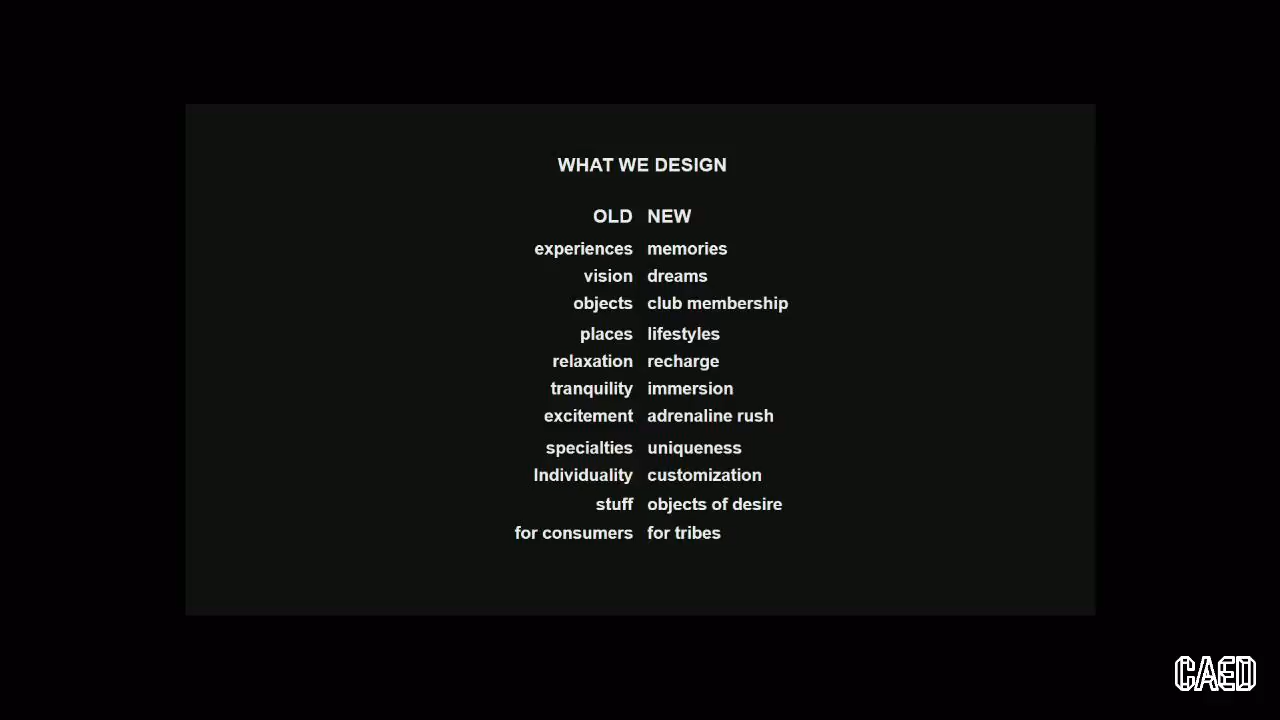 WHAT WE DESIGN
OLD NEW
experiences memories
vision dreams
objects club membership
places lifestyles
relaxation recharge
tranquility immersion
excitement adrenaline rush
specialties uniqueness
Individuality customization
stuff objects of desire
for consumers for tribes
CAED